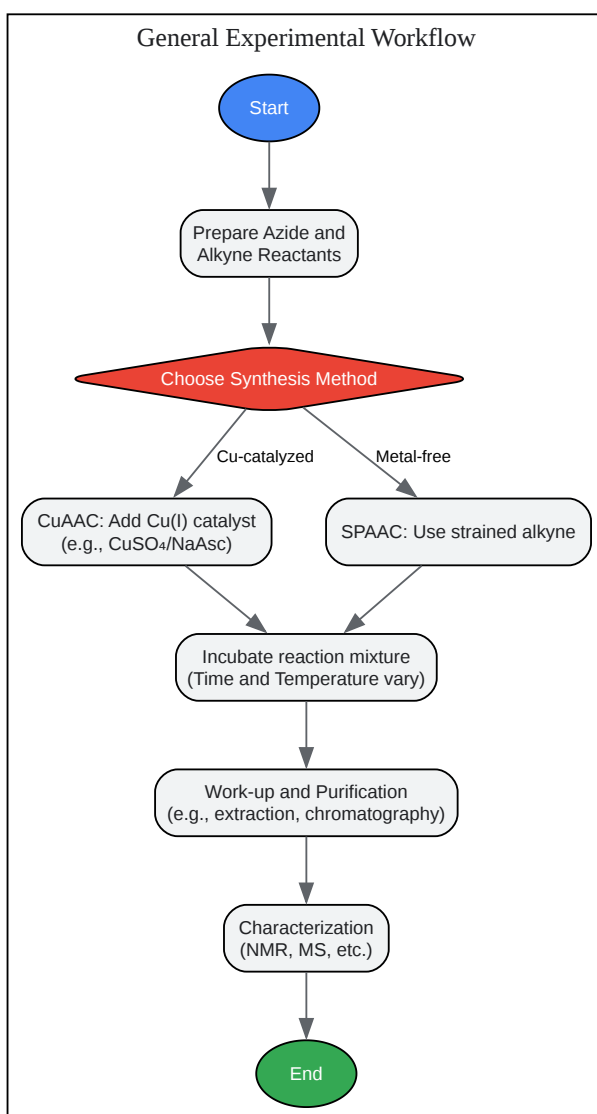 General Experimental Workflow
Start
Prepare Azide and
Alkyne Reactants
Choose Synthesis Method
Cu-catalyzed
Metal-free
CuAAC: Add Cu(I) catalyst
(e.g., CuSO₄/NaAsc)
SPAAC: Use strained alkyne
Incubate reaction mixture
(Time and Temperature vary)
Work-up and Purification
(e.g., extraction, chromatography)
Characterization
(NMR, MS, etc.)
End